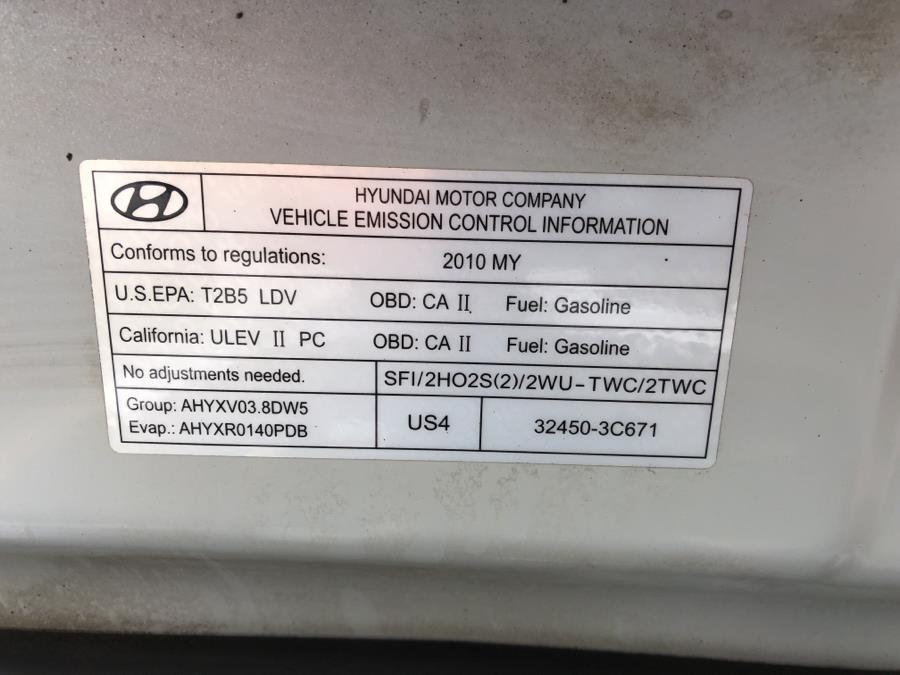 HYUNDAI MOTOR COMPANY
VEHICLE EMISSION CONTROL INFORMATION
Conforms to regulations: 2010 MY
U.S.EPA: T2B5 LDV OBD: CA II Fuel: Gasoline
California: ULEV II PC OBD: CA II Fuel: Gasoline
No adjustments needed. SFI/2HO2S(2)/2WU-TWC/2TWC
Group: AHYXV03.8DW5
Evap.: AHYXR0140PDB
US4 32450-3C671